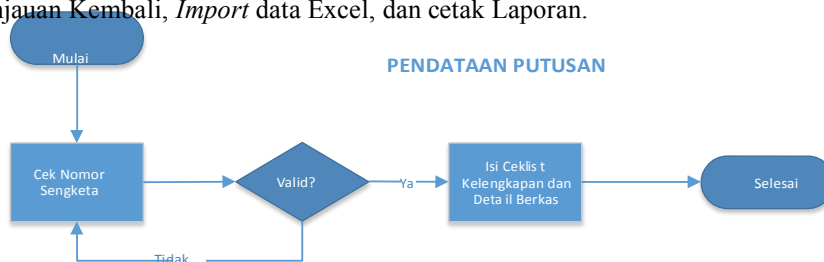 njauan Kembali, Import data Excel, dan cetak Laporan.
Mulai
PENDATAAN PUTUSAN
Cek Nomor
Sengketa
Valid?
Ya
Isi Ceklis t
Kelengkapan dan
Deta il Berkas
Selesai
Tidak